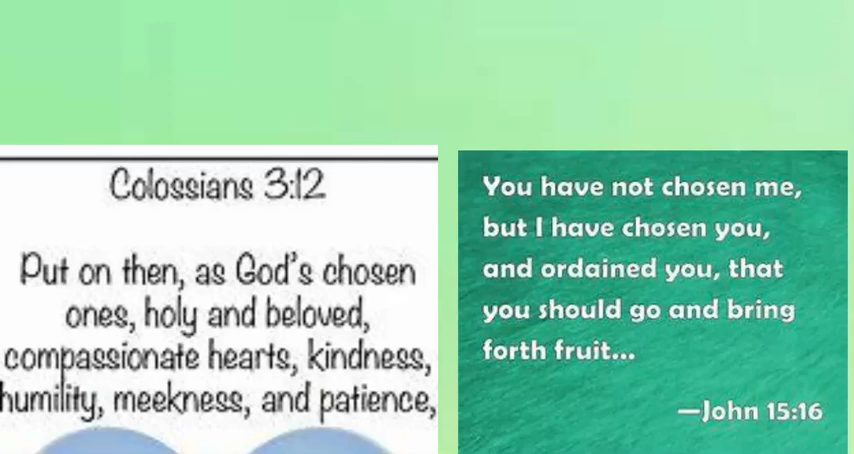 Colossians 3:12
Put on then, as God's chosen
ones, holy and beloved,
compassionate hearts, kindness,
humility, meekness, and patience,
You have not chosen me,
but I have chosen you,
and ordained you, that
you should go and bring
forth fruit...
—John 15:16